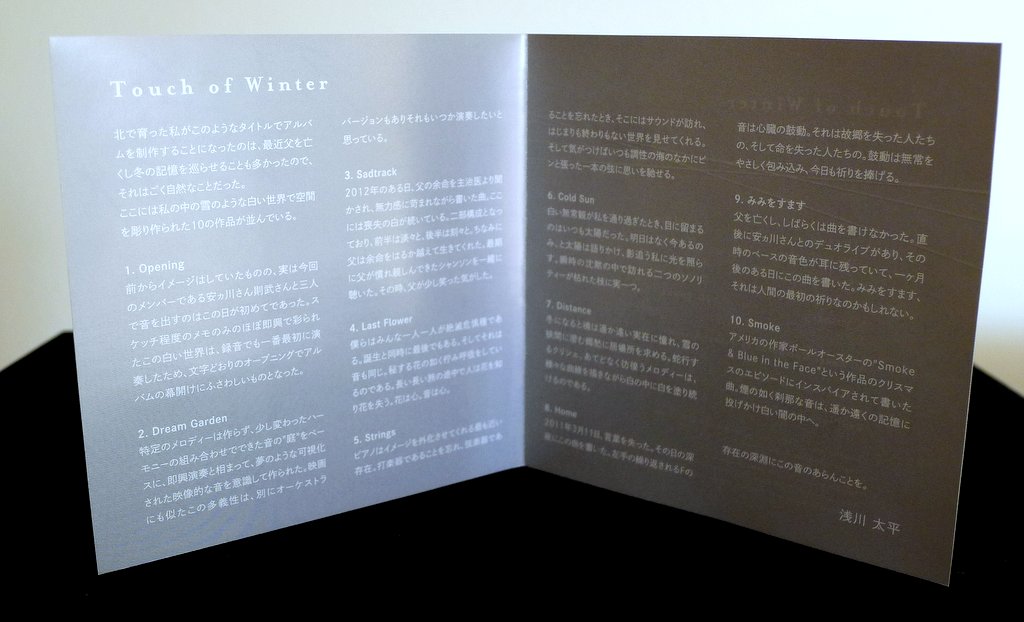 Touch of Winter
北で育った私がこのようなタイトルでアルバ
ムを制作することになったのは、最近父を亡
くし冬の記憶を巡らせることも多かったので、
それはごく自然なことだった。
ここには私の中の雪のような白い世界で空間
を彫り作られた10の作品が並んでいる。
1. Opening
前からイメージはしていたものの、実は今回
のメンバーである安ヵ川さん則武さんと三人
で音を出すのはこの日が初めてであった。ス
ケッチ程度のメモのみのほぼ即興で彩られ
たこの白い世界は、録音でも一番最初に演
奏したため、文字どおりのオープニングでアル
バムの幕開けにふさわしいものとなった。
2. Dream Garden
特定のメロディーは作らず、少し変わったハー
モニーの組み合わせでできた音の“庭”をベー
スに、即興演奏と相まって、夢のような可視化
された映像的な音を意識して作られた。映画
にも似たこの多義性は、別にオーケストラ
バージョンもありそれもいつか演奏したいと
思っている。
3. Sadtrack
2012年のある日、父の余命を主治医より聞
かされ、無力感に苛まれながら書いた曲。ここ
には喪失の白が続いている。二部構成となっ
ており、前半は淡々と、後半は刻々と。ちなみに
父は余命をはるか越えて生きてくれた。最期
に父が慣れ親しんできたシャンソンを一緒に
聴いた。その時、父が少し笑った気がした。
4. Last Flower
僕らはみんな一人一人が絶滅危惧種であ
る。誕生と同時に最後でもある。そしてそれは
音も同じ。秘する花の如く佇み呼吸をしてい
るのである。長い長い旅の途中で人は花を知
り花を失う。花は心。音は心。
5. Strings
ピアノはイメージを外化させてくれる最も近い
存在。打楽器であることを忘れ、弦楽器であ
ることを忘れたとき、そこにはサウンドが訪れ、
はじまりも終わりもない世界を見せてくれる。
そして気がつけばいつも調性の海のなかにピ
ンと張った一本の弦に思いを馳せる。
6. Cold Sun
白い無常観が私を通り過ぎたとき、目に留まる
のはいつも太陽だった。明日はなく今あるの
み、と太陽は語りかけ、影追う私に光を照ら
す。瞬時の沈黙の中で訪れる二つのソノリ
ティーが枯れた枝に実一つ。
7. Distance
手になると魂は遥か遠い実在に憧れ、雪の
狭間に潜む微熱に居場所を求める。蛇行す
るクリシェ、あてどなく彷徨うメロディーは、
様々な曲線を描きながら白の中に白を塗り続
けるのである。
8. Home
2011年3月11日、言葉を失った。その日の深
夜にこの曲を書いた。左手の繰り返されるFの
音は心臓の鼓動。それは故郷を失った人たち
の、そして命を失った人たちの。鼓動は無常を
やさしく包み込み、今日も祈りを捧げる。
9. みみをすます
父を亡くし、しばらくは曲を書けなかった。直
後に安ヵ川さんとのデュオライブがあり、その
時のベースの音色が耳に残っていて、一ヶ月
後のある日にこの曲を書いた。みみをすます、
それは人間の最初の祈りなのかもしれない。
10. Smoke
アメリカの作家ポールオースターの“Smoke
& Blue in the Face”という作品のクリスマ
スのエピソードにインスパイアされて書いた
曲。煙の如く刹那な音は、遥か遠くの記憶に
投げかけ白い闇の中へ。
存在の深淵にこの音のあらんことを。
浅川 太平